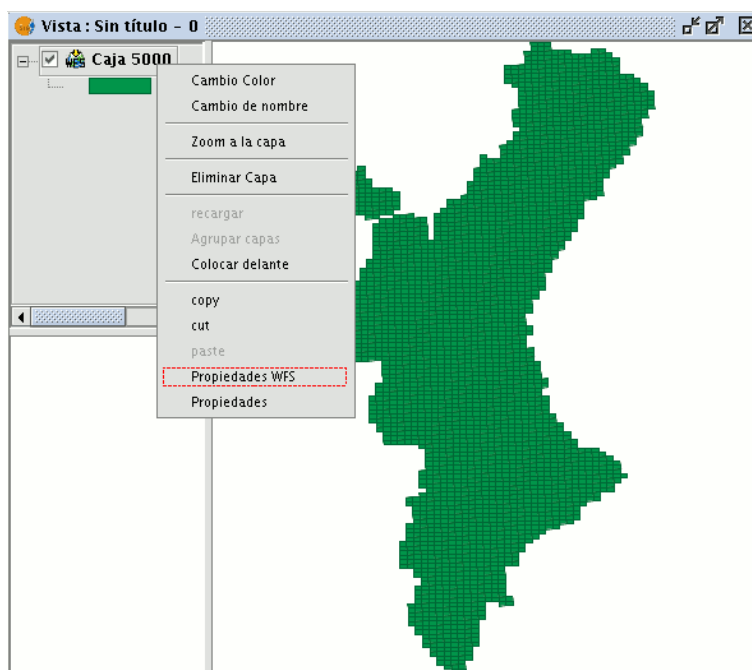 Vista : Sin título - 0
WFS Caja 5000
Cambio Color
Cambio de nombre
Zoom a la capa
Eliminar Capa
recargar
Agrupar capas
Colocar delante
copy
cut
paste
Propiedades WFS
Propiedades